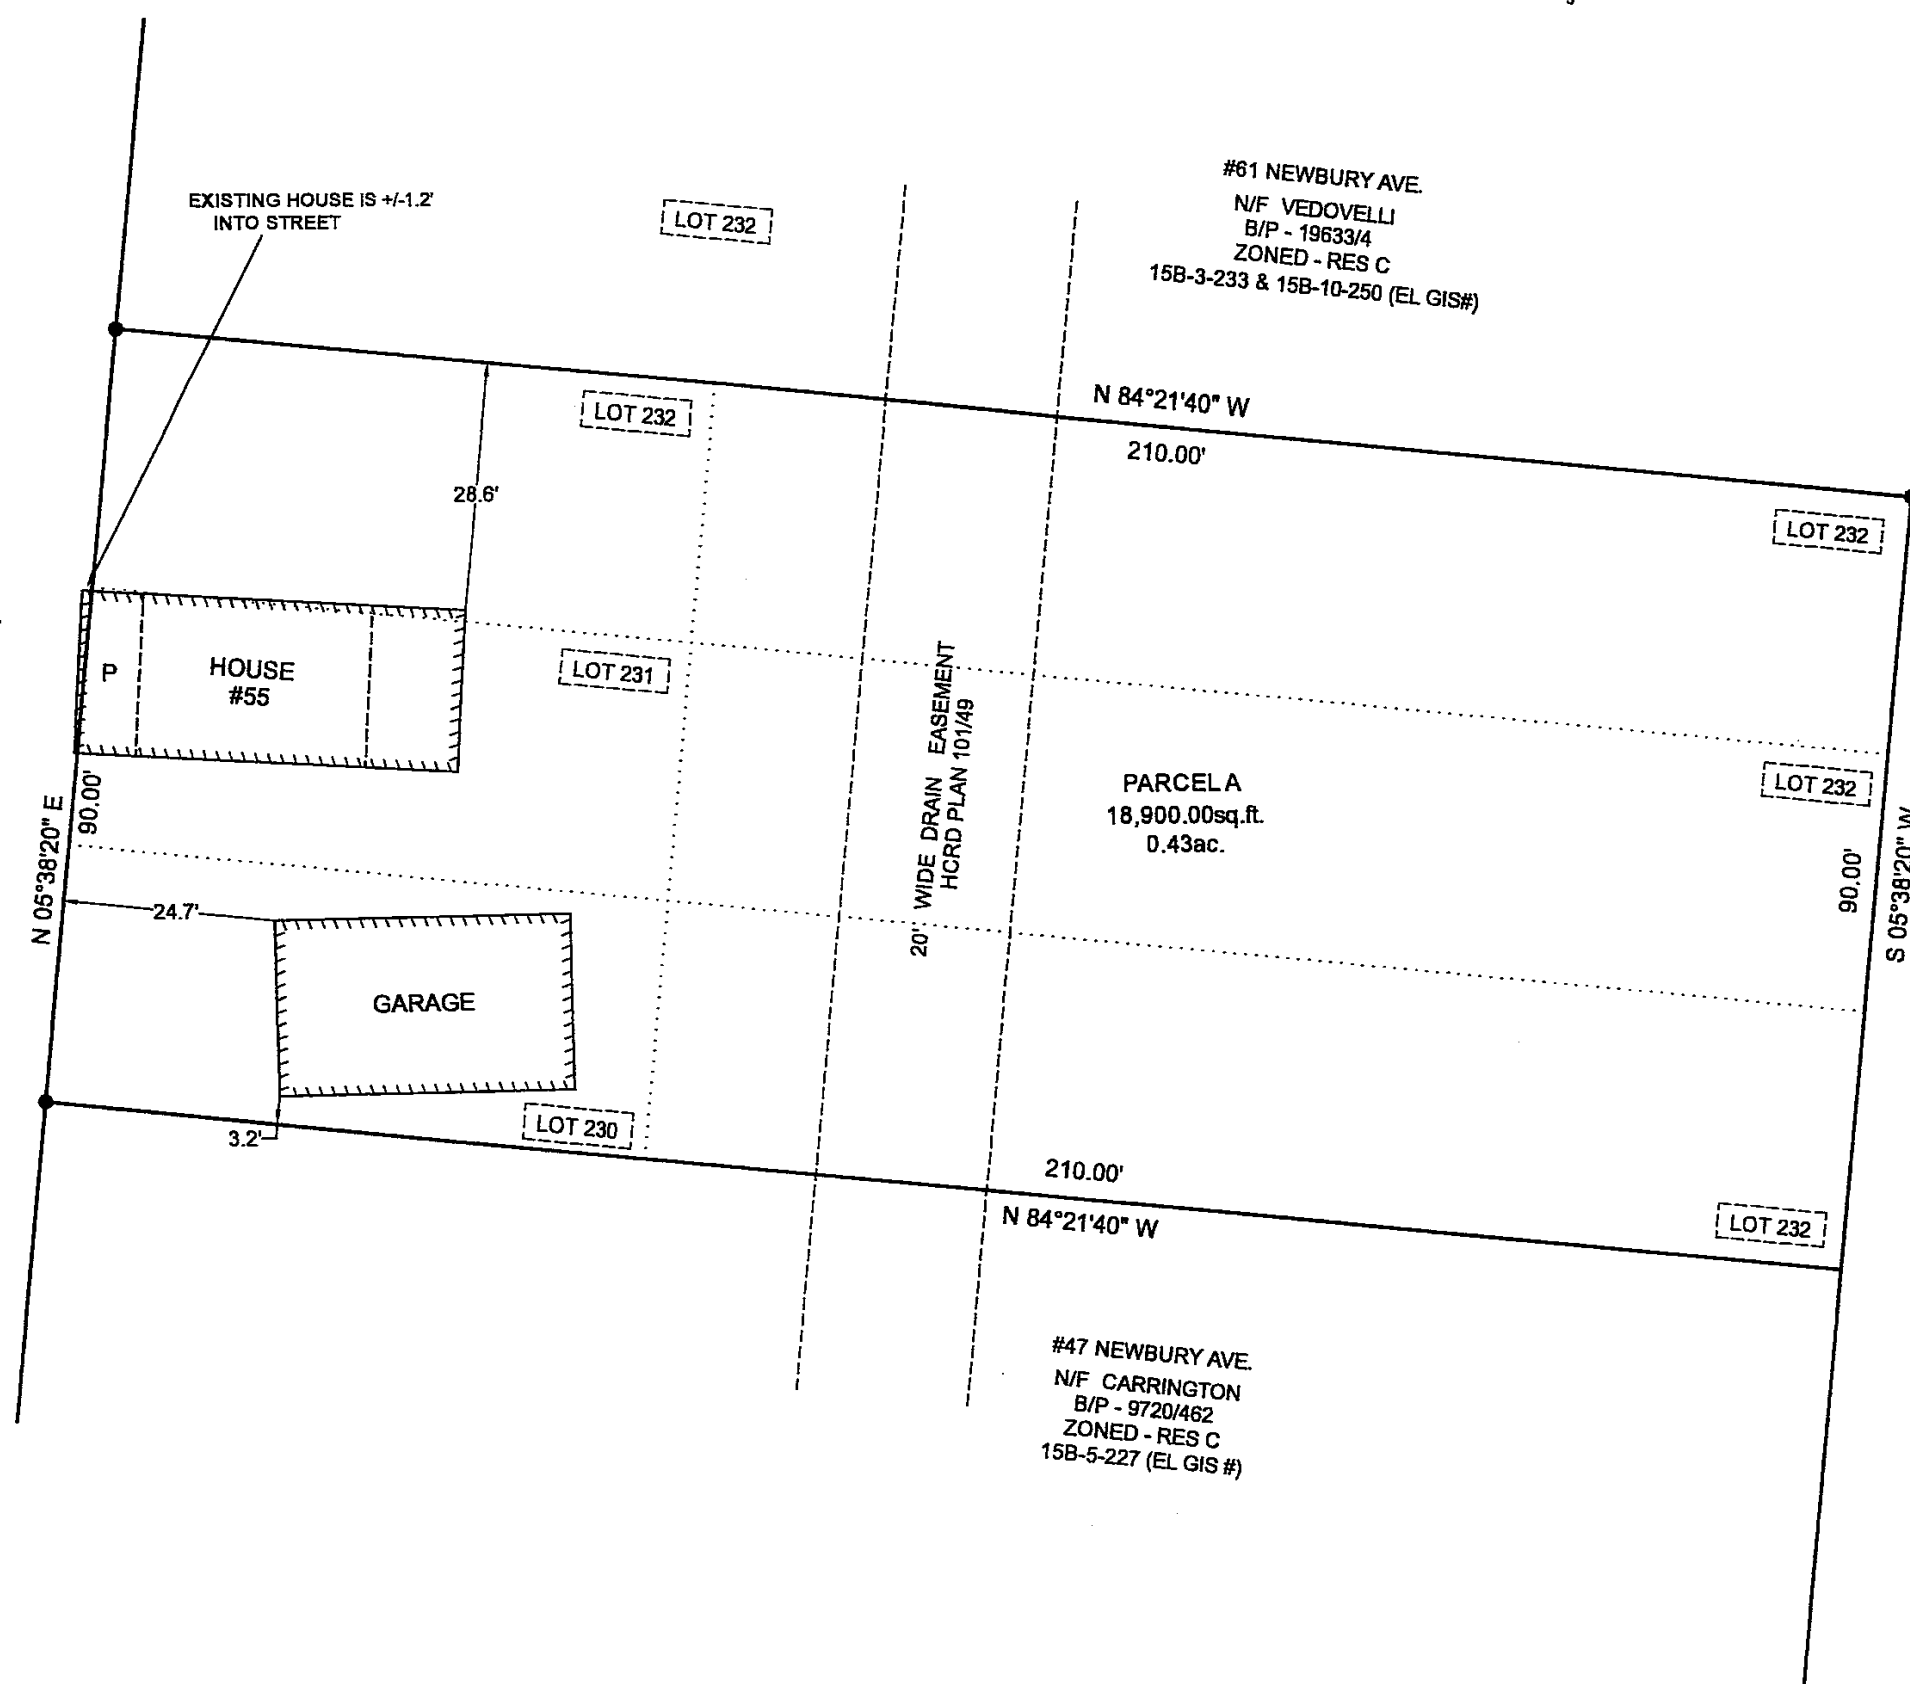 EXISTING HOUSE IS +/-1.2'
INTO STREET
LOT 232
#61 NEWBURY AVE.
N/F VEDOVELLI
B/P - 19633/4
ZONED - RES C
15B-3-233 & 15B-10-250 (EL GIS#)
LOT 232
N 84°21'40" W
210.00'
28.6'
LOT 232
P
HOUSE
#55
LOT 231
20' WIDE DRAIN EASEMENT
HCRD PLAN 101/49
PARCEL A
18,900.00sq.ft.
0.43ac.
LOT 232
N 05°38'20" E
90.00'
90.00'
S 05°38'20" W
24.7'
GARAGE
3.2'
LOT 230
210.00'
N 84°21'40" W
LOT 232
#47 NEWBURY AVE.
N/F CARRINGTON
B/P - 9720/462
ZONED - RES C
15B-5-227 (EL GIS #)